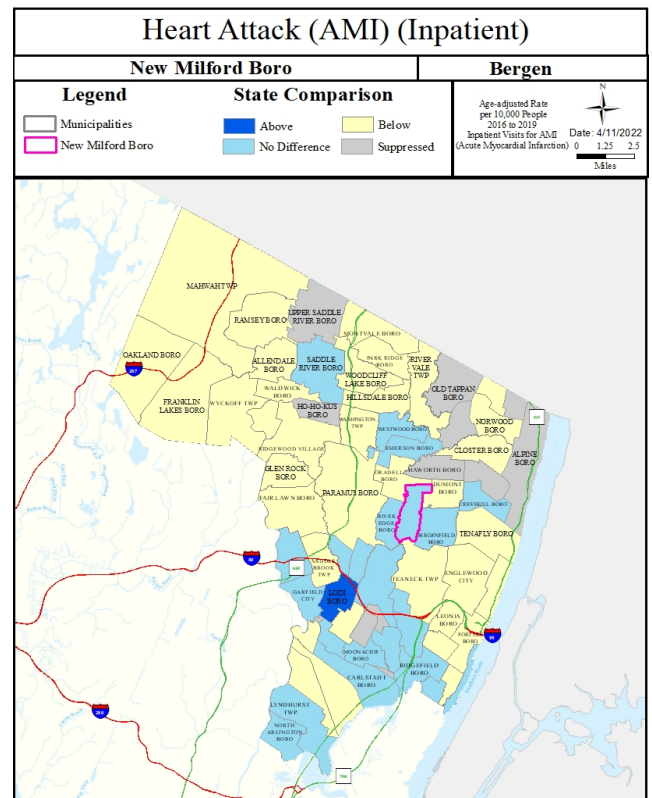 Heart Attack (AMI) (Inpatient)
New Milford Boro
Bergen
Legend
Municipalities
New Milford Boro
State Comparison
Above
Below
No Difference
Suppressed
Age-adjusted Rate
per 10,000 People
2016 to 2019
Inpatient Visits for AMI
(Acute Myocardial Infarction)
N
Date: 4/11/2022
0 1.25 2.5
Miles
MAHWAH TWP
RAMSEY BORO
UPPER SADDLE
RIVER BORO
MONTVALE BORO
OAKLAND BORO
ALLENDALE
BORO
SADDLE
RIVER BORO
PARK RIDGE
BORO
RIVER
VALE
TWP
WOODCLIFF
LAKE BORO
OLD TAPPAN
BORO
287
FRANKLIN
LAKES BORO
WYCKOFF TWP
WALDWICK
BORO
HILLSDALE BORO
HO-HO-KUS
BORO
WASHINGTON
TWP
WESTWOOD BORO
NORWOOD
BORO
EMERSON BORO
CLOSTER BORO
ALPINE
BORO
RIDGEWOOD VILLAGE
GLEN ROCK
BORO
ORADELL
BORO
HAWORTH BORO
FAIR LAWN BORO
PARAMUS BORO
DUMONT
BORO
CRESSKILL BORO
RIVER
EDGE
BORO
BERGENFIELD
BORO
TENAFLY BORO
80
GSP
SADDLE
BROOK
TWP
TEANECK TWP
ENGLEWOOD
CITY
GARFIELD
CITY
LODI
BORO
LEONIA
BORO
FORT LEE
BORO
95
MOONACHIE
BORO
RIDGEFIELD
BORO
CARLSTADT
BORO
LYNDHURST
TWP
NORTH
ARLINGTON
BORO
280